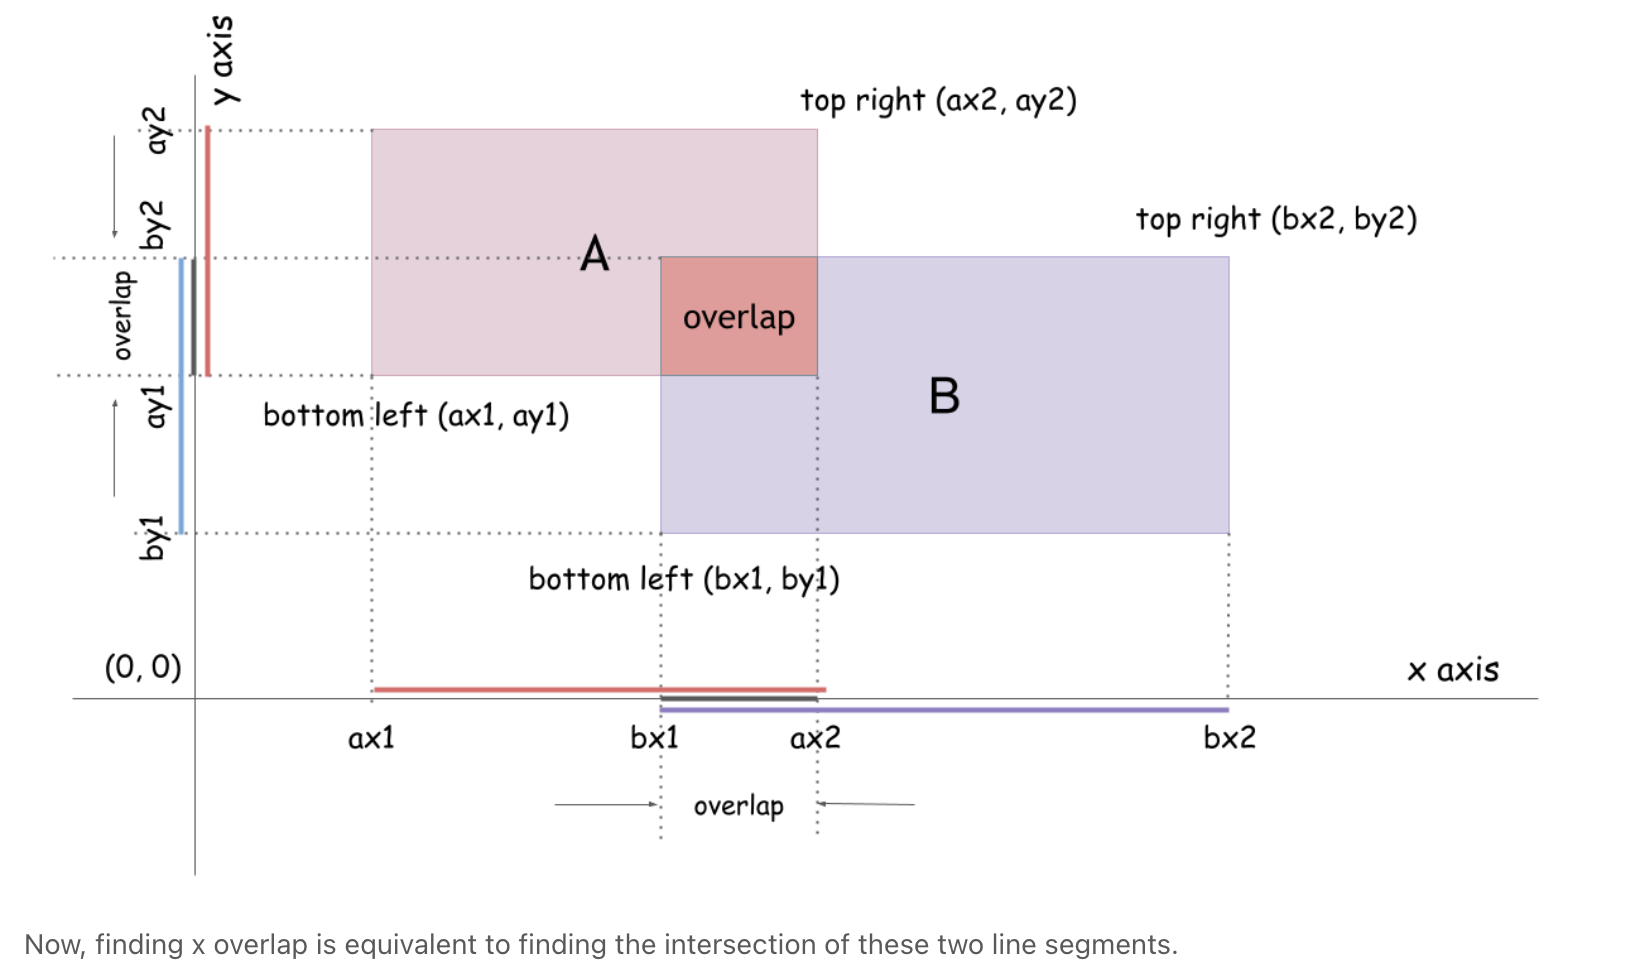 y axis
ay2
top right (ax2, ay2)
by2
top right (bx2, by2)
A
overlap
overlap
ay1
B
bottom left (ax1, ay1)
by1
bottom left (bx1, by1)
(0, 0)
x axis
ax1
bx1
ax2
bx2
overlap
Now, finding x overlap is equivalent to finding the intersection of these two line segments.